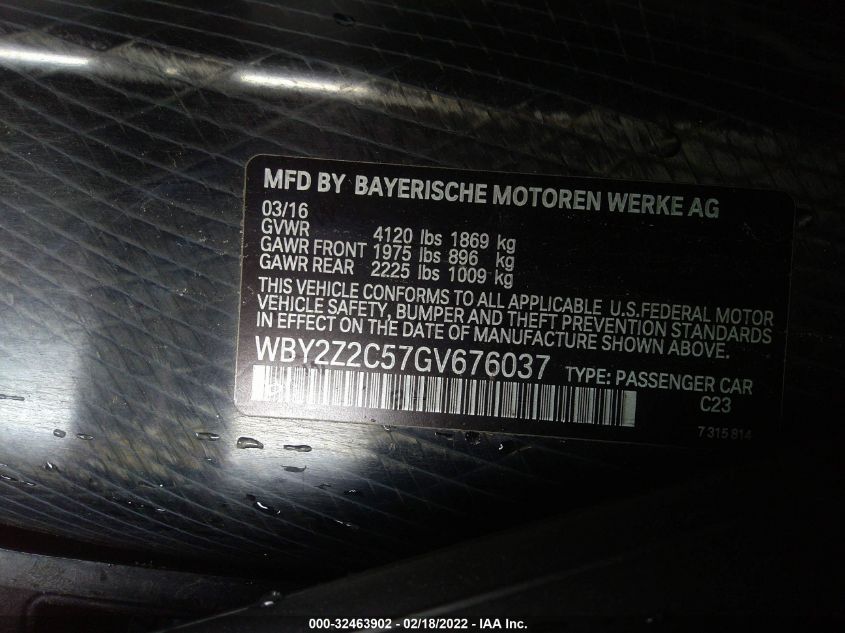 MFD BY BAYERISCHE MOTOREN WERKE AG
03/16
GVWR 4120 lbs 1869 kg
GAWR FRONT 1975 lbs 896 kg
GAWR REAR 2225 lbs 1009 kg
THIS VEHICLE CONFORMS TO ALL APPLICABLE U.S.FEDERAL MOTOR
VEHICLE SAFETY, BUMPER AND THEFT PREVENTION STANDARDS
IN EFFECT ON THE DATE OF MANUFACTURE SHOWN ABOVE.
WBY2Z2C57GV676037 TYPE: PASSENGER CAR
C23
7 315 814
000-32463902 - 02/18/2022 - IAA Inc.